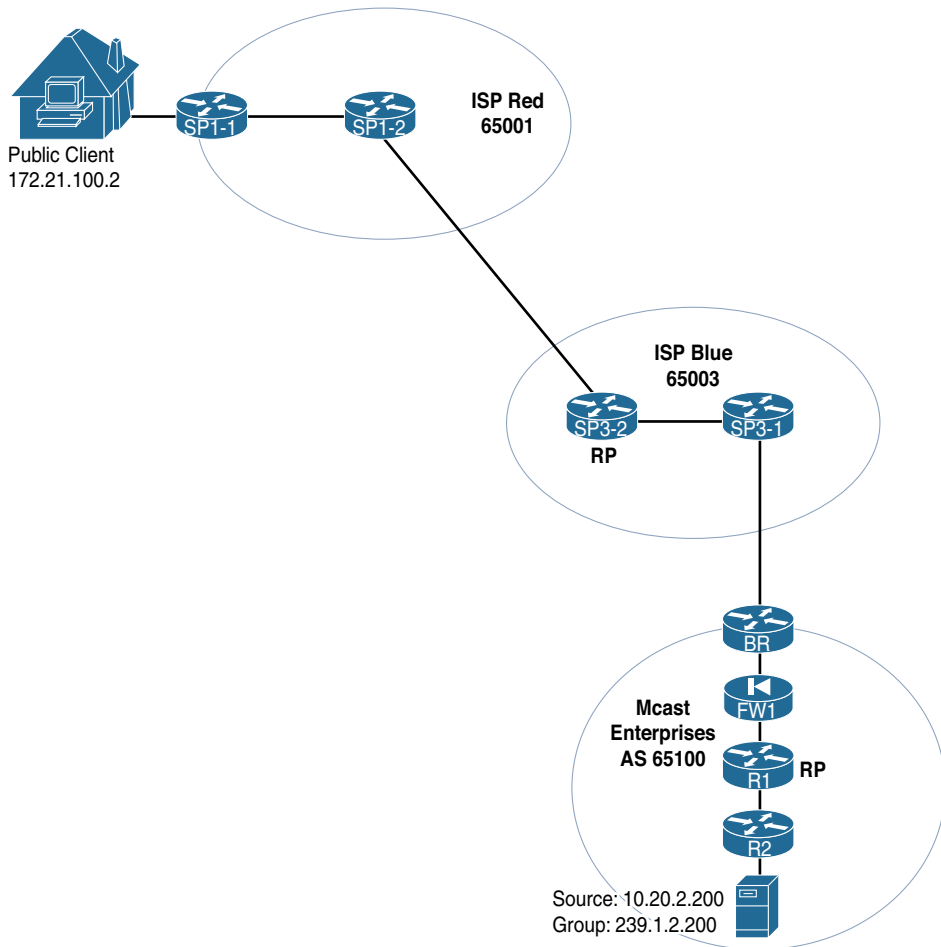 ISP Red
65001
SP1-1
SP1-2
Public Client
172.21.100.2
ISP Blue
65003
SP3-2
SP3-1
RP
BR
FW1
Mcast
Enterprises
AS 65100
R1
RP
R2
Source: 10.20.2.200
Group: 239.1.2.200